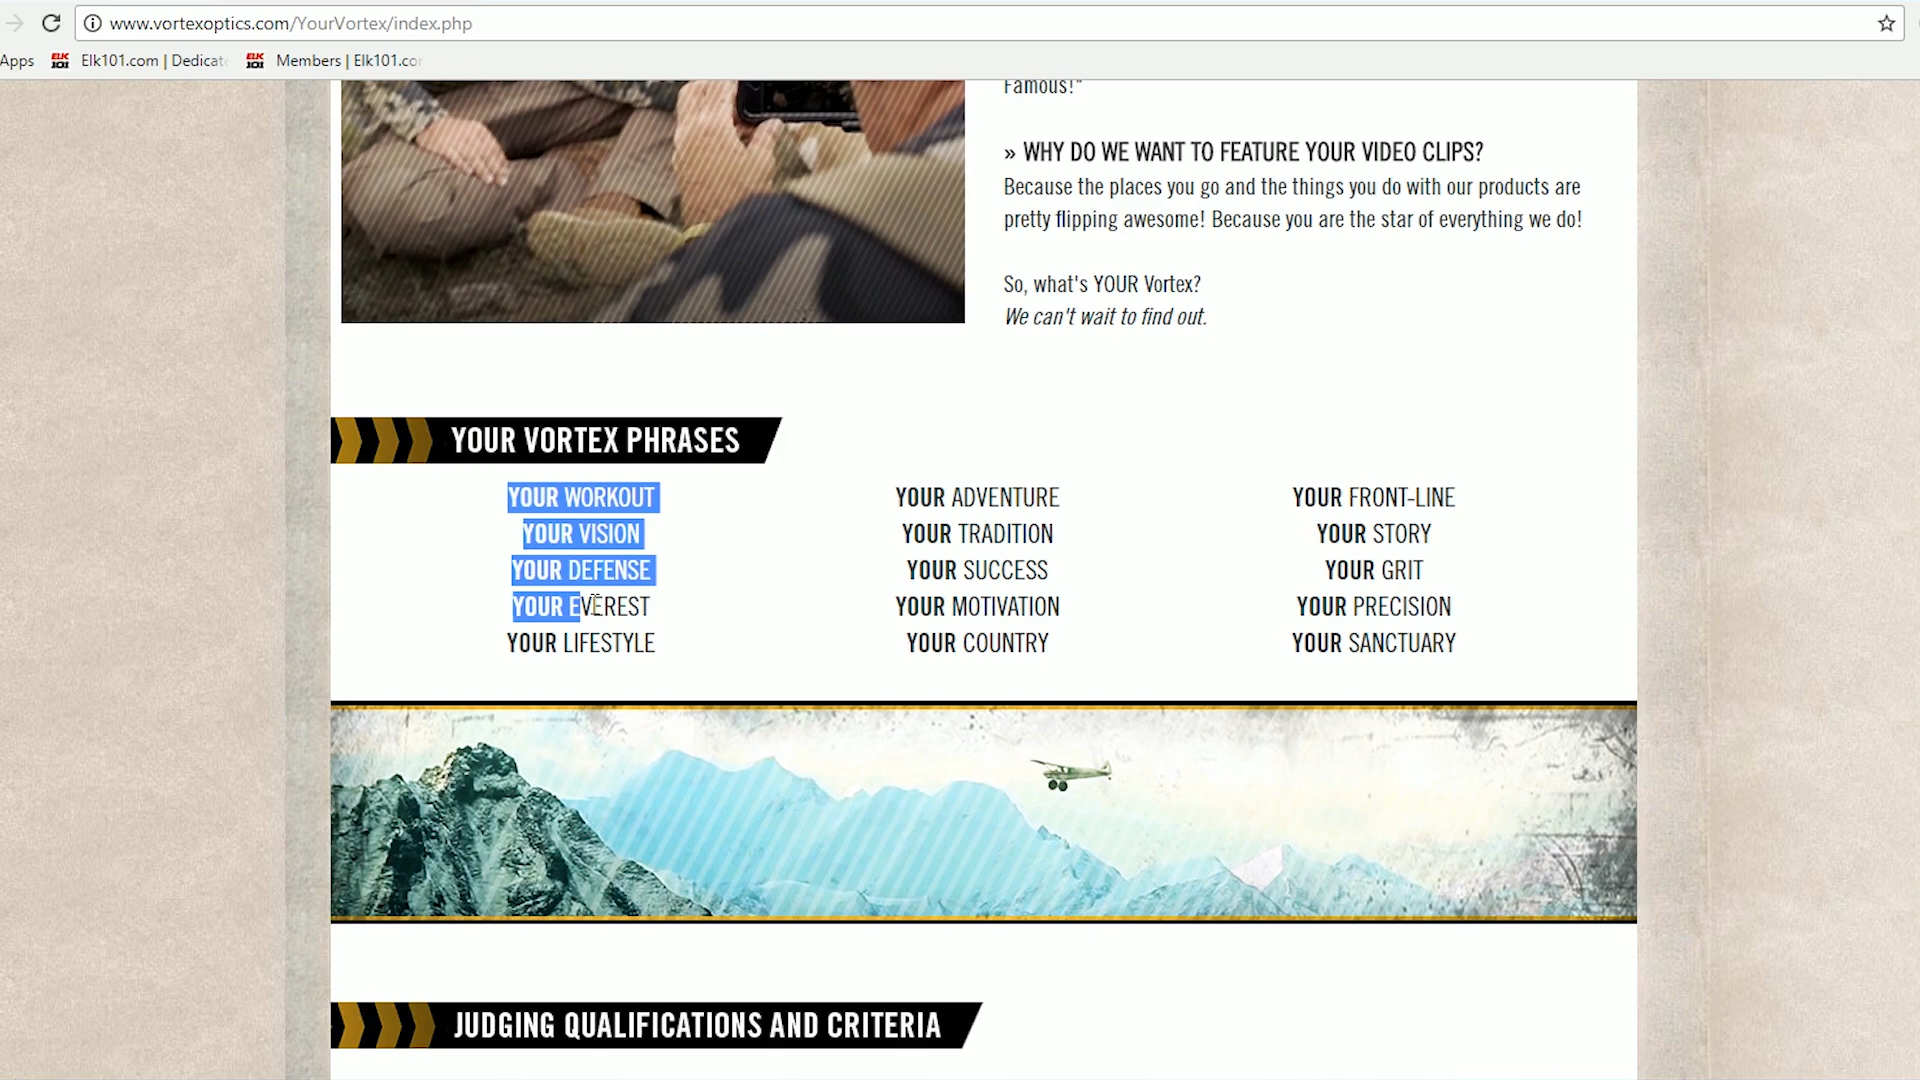 www.vortexoptics.com/YourVortex/index.php
Apps
ELK 101
Elk101.com | Dedicat
ELK 101
Members | Elk101.co
Famous!"
» WHY DO WE WANT TO FEATURE YOUR VIDEO CLIPS?
Because the places you go and the things you do with our products are
pretty flipping awesome! Because you are the star of everything we do!
So, what's YOUR Vortex?
We can't wait to find out.
YOUR VORTEX PHRASES
YOUR WORKOUT
YOUR VISION
YOUR DEFENSE
YOUR EVEREST
YOUR LIFESTYLE
YOUR ADVENTURE
YOUR TRADITION
YOUR SUCCESS
YOUR MOTIVATION
YOUR COUNTRY
YOUR FRONT-LINE
YOUR STORY
YOUR GRIT
YOUR PRECISION
YOUR SANCTUARY
JUDGING QUALIFICATIONS AND CRITERIA